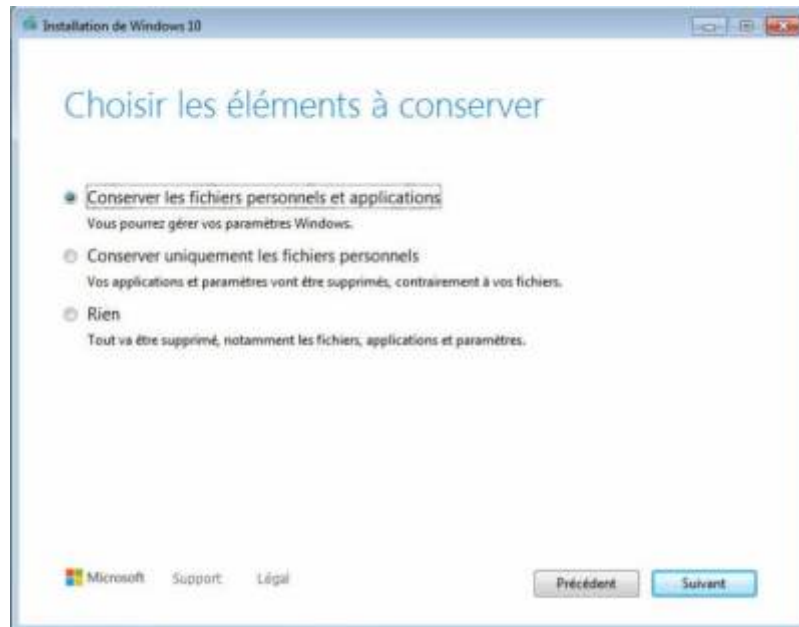 Installation de Windows 10
Choisir les éléments à conserver
Conserver les fichiers personnels et applications
Vous pourrez gérer vos paramètres Windows.
Conserver uniquement les fichiers personnels
Vos applications et paramètres vont être supprimés, contrairement à vos fichiers.
Rien
Tout va être supprimé, notamment les fichiers, applications et paramètres.
Microsoft Support Légal Précédent Suivant